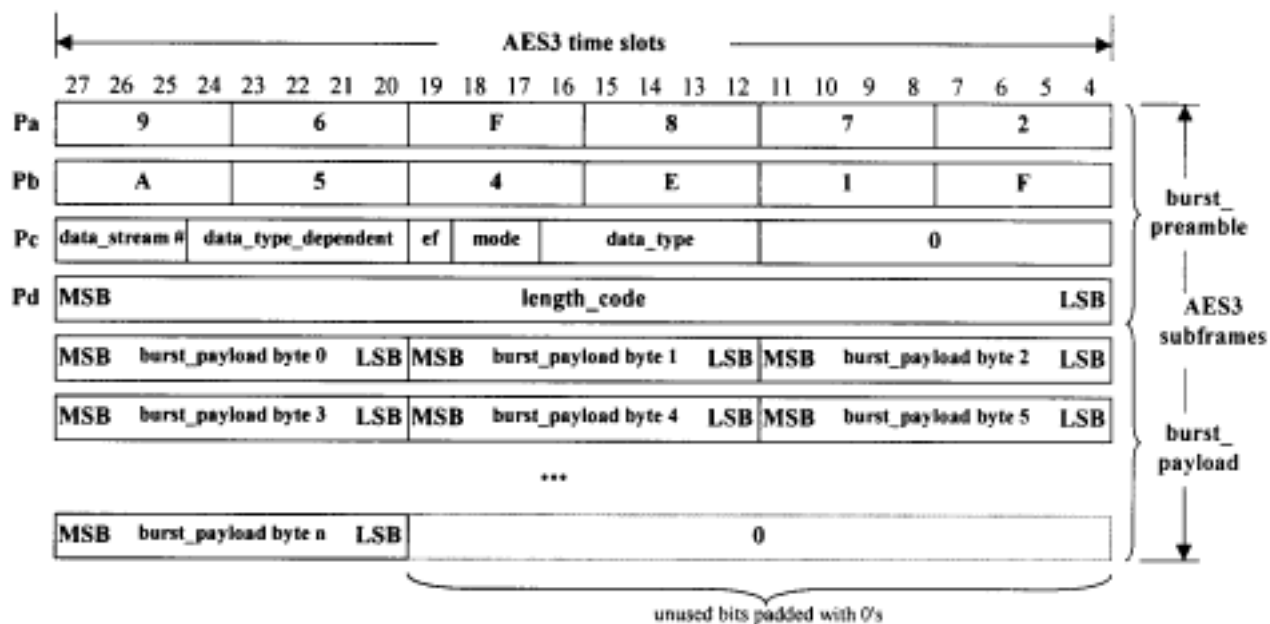 AES3 time slots
27 26 25 24 23 22 21 20 19 18 17 16 15 14 13 12 11 10 9 8 7 6 5 4
Pa 9 6 F 8 7 2
Pb A 5 4 E 1 F
burst_
preamble
Pc data_stream # data_type_dependent ef mode data_type 0
Pd MSB length_code LSB
AES3
subframes
MSB burst_payload byte 0 LSB MSB burst_payload byte 1 LSB MSB burst_payload byte 2 LSB
MSB burst_payload byte 3 LSB MSB burst_payload byte 4 LSB MSB burst_payload byte 5 LSB
burst_
payload
...
MSB burst_payload byte n LSB 0
unused bits padded with 0's